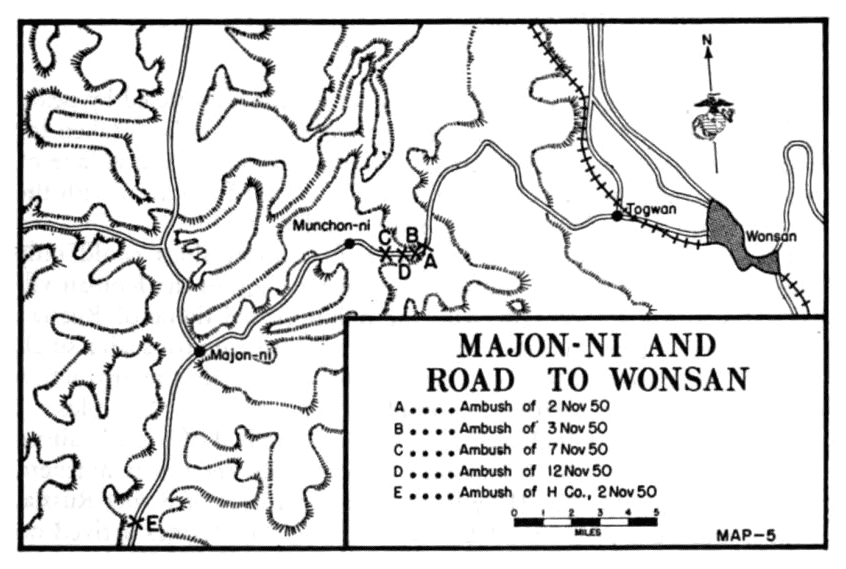 N
Togwan
Munchon-ni
Wonsan
C
B
D
A
Majon-ni
E
MAJON-NI AND
ROAD TO WONSAN
A .... Ambush of 2 Nov 50
B .... Ambush of 3 Nov 50
C .... Ambush of 7 Nov 50
D .... Ambush of 12 Nov 50
E .... Ambush of H Co., 2 Nov 50
0 1 2 3 4 5
MILES
MAP-5